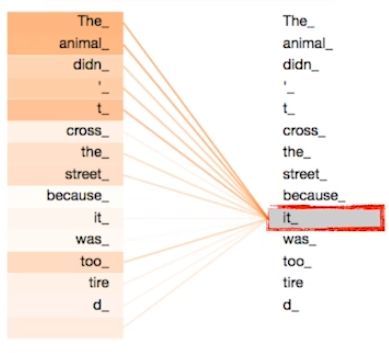 The_ The_
animal_ animal_
didn_ didn_
'_ '_
t_ t_
cross_ cross_
the_ the_
street_ street_
because_ because_
it_ it_
was_ was_
too_ too_
tire tire
d_ d_